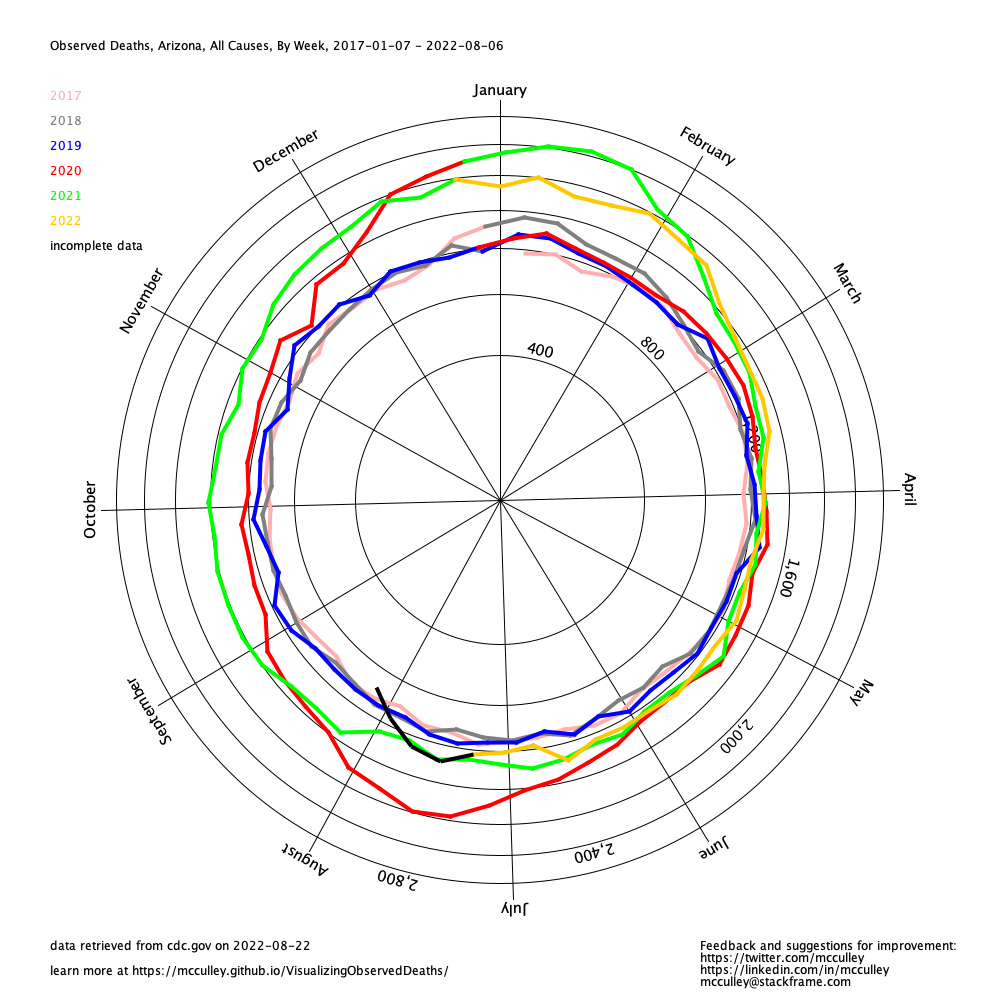 Observed Deaths, Arizona, All Causes, By Week, 2017-01-07 - 2022-08-06
2017
2018
2019
2020
2021
2022
incomplete data
January
February
March
April
May
June
July
August
September
October
November
December
400
800
1,200
1,600
2,000
2,400
2,800
data retrieved from cdc.gov on 2022-08-22
learn more at https://mcculley.github.io/VisualizingObservedDeaths/
Feedback and suggestions for improvement:
https://twitter.com/mcculley
https://linkedin.com/in/mcculley
mcculley@stackframe.com